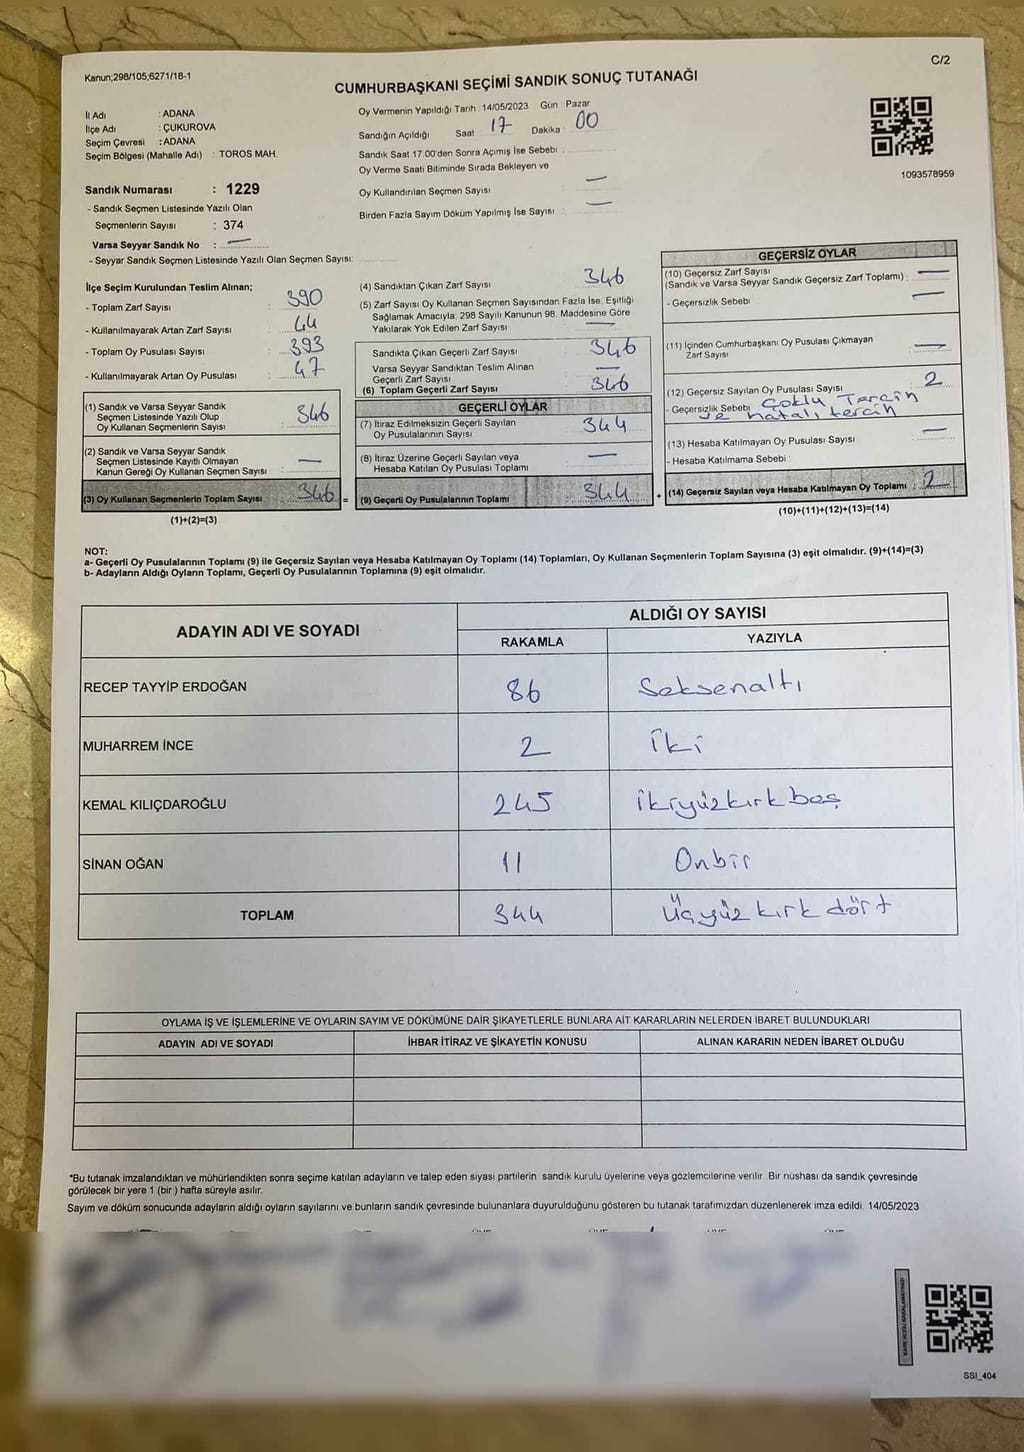 Kanun;298/105;6271/18-1
C/2
CUMHURBAŞKANI SEÇİMİ SANDIK SONUÇ TUTANAĞI
İl Adı : ADANA
İlçe Adı : ÇUKUROVA
Seçim Çevresi : ADANA
Seçim Bölgesi (Mahalle Adı) : TOROS MAH.
Sandık Numarası : 1229
- Sandık Seçmen Listesinde Yazılı Olan
Seçmenlerin Sayısı : 374
Varsa Seyyar Sandık No : —
- Seyyar Sandık Seçmen Listesinde Yazılı Olan Seçmen Sayısı:
Oy Vermenin Yapıldığı Tarih : 14/05/2023 Gün : Pazar
Sandığın Açıldığı Saat : 17 Dakika : 00
Sandık Saat 17:00'den Sonra Açımış İse Sebebi :
Oy Verme Saati Bitiminde Sırada Bekleyen ve
Oy Kullandırılan Seçmen Sayısı —
Birden Fazla Sayım Döküm Yapılmış İse Sayısı : —
1093578959
İlçe Seçim Kurulundan Teslim Alınan;
- Toplam Zarf Sayısı : 390
- Kullanılmayarak Artan Zarf Sayısı : 44
- Toplam Oy Pusulası Sayısı : 393
- Kullanılmayarak Artan Oy Pusulası : 47
(1) Sandık ve Varsa Seyyar Sandık
Seçmen Listesinde Yazılı Olup
Oy Kullanan Seçmenlerin Sayısı : 346
(2) Sandık ve Varsa Seyyar Sandık
Seçmen Listesinde Kayıtlı Olmayan
Kanun Gereği Oy Kullanan Seçmen Sayısı : —
(3) Oy Kullanan Seçmenlerin Toplam Sayısı : 346 =
(1)+(2)=(3)
(4) Sandıktan Çıkan Zarf Sayısı : 346
(5) Zarf Sayısı Oy Kullanan Seçmen Sayısından Fazla İse, Eşitliği
Sağlamak Amacıyla; 298 Sayılı Kanunun 98. Maddesine Göre
Yakılarak Yok Edilen Zarf Sayısı : —
Sandıkta Çıkan Geçerli Zarf Sayısı : 346
Varsa Seyyar Sandıktan Teslim Alınan
Geçerli Zarf Sayısı : —
(6) Toplam Geçerli Zarf Sayısı : 346
GEÇERLİ OYLAR
(7) İtiraz Edilmeksizin Geçerli Sayılan
Oy Pusulalarının Sayısı : 344
(8) İtiraz Üzerine Geçerli Sayılan veya
Hesaba Katılan Oy Pusulası Toplamı : —
(9) Geçerli Oy Pusulalarının Toplamı : 344 +
GEÇERSİZ OYLAR
(10) Geçersiz Zarf Sayısı
(Sandık ve Varsa Seyyar Sandık Geçersiz Zarf Toplamı) : —
- Geçersizlik Sebebi : —
(11) İçinden Cumhurbaşkanı Oy Pusulası Çıkmayan
Zarf Sayısı : —
(12) Geçersiz Sayılan Oy Pusulası Sayısı : 2
- Geçersizlik Sebebi Çoklu Tercih
ve hatalı tercih
(13) Hesaba Katılmayan Oy Pusulası Sayısı : —
- Hesaba Katılmama Sebebi :
(14) Geçersiz Sayılan veya Hesaba Katılmayan Oy Toplamı : 2
(10)+(11)+(12)+(13)=(14)
NOT:
a- Geçerli Oy Pusulalarının Toplamı (9) ile Geçersiz Sayılan veya Hesaba Katılmayan Oy Toplamı (14) Toplamları, Oy Kullanan Seçmenlerin Toplam Sayısına (3) eşit olmalıdır. (9)+(14)=(3)
b- Adayların Aldığı Oyların Toplamı, Geçerli Oy Pusulalarının Toplamına (9) eşit olmalıdır.
ADAYIN ADI VE SOYADI
ALDIĞI OY SAYISI
RAKAMLA YAZIYLA
RECEP TAYYİP ERDOĞAN 86 Seksenaltı
MUHARREM İNCE 2 İki
KEMAL KILIÇDAROĞLU 245 ikiyüzkırkbeş
SİNAN OĞAN 11 Onbir
TOPLAM 344 Üçyüzkırkdört
OYLAMA İŞ VE İŞLEMLERİNE VE OYLARIN SAYIM VE DÖKÜMÜNE DAİR ŞİKAYETLERLE BUNLARA AİT KARARLARIN NELERDEN İBARET BULUNDUKLARI
ADAYIN ADI VE SOYADI İHBAR İTİRAZ VE ŞİKAYETİN KONUSU ALINAN KARARIN NEDEN İBARET OLDUĞU
*Bu tutanak imzalandıktan ve mühürlendikten sonra seçime katılan adayların ve talep eden siyasi partilerin sandık kurulu üyelerine veya gözlemcilerine verilir. Bir nüshası da sandık çevresinde
görülecek bir yere 1 (bir ) hafta süreyle asılır.
Sayım ve döküm sonucunda adayların aldığı oyların sayılarını ve bunların sandık çevresinde bulunanlara duyurulduğunu gösteren bu tutanak tarafımızdan düzenlenerek imza edildi. 14/05/2023
SSI_404